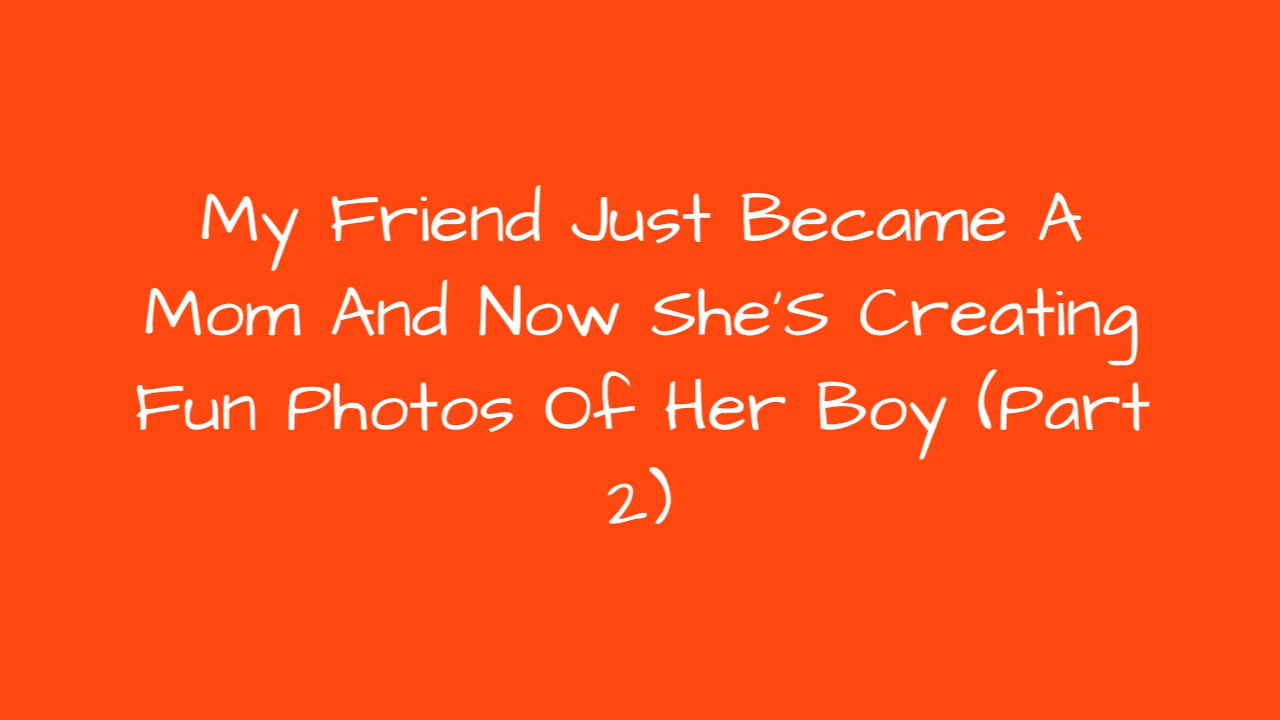 My Friend Just Became A
Mom And Now She'S Creating
Fun Photos Of Her Boy (Part
2)